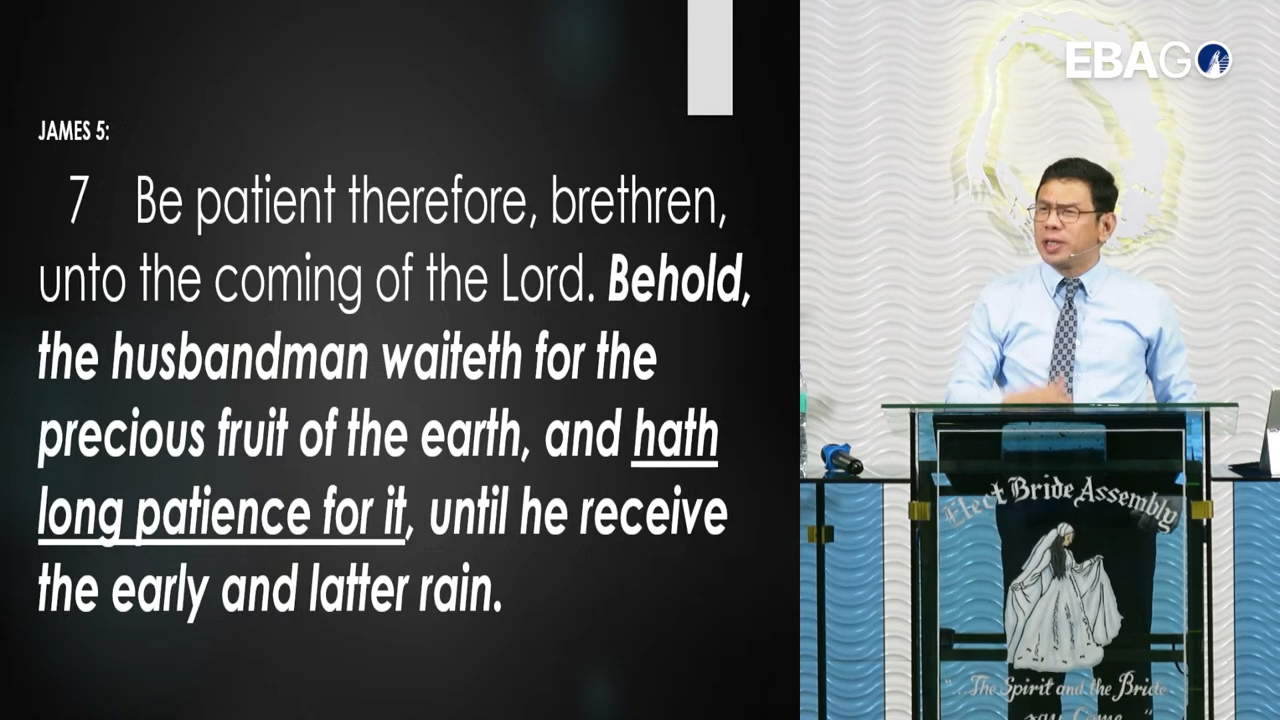 JAMES 5:
7 Be patient therefore, brethren,
unto the coming of the Lord. Behold,
the husbandman waiteth for the
precious fruit of the earth, and hath
long patience for it, until he receive
the early and latter rain.
EBAGO
Elect Bride Assembly
"...The Spirit and the Bride
say, Come..."